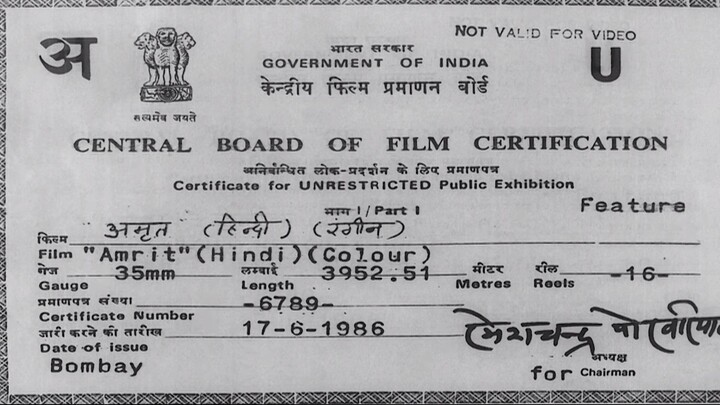 NOT VALID FOR VIDEO
अ
भारत सरकार
U
GOVERNMENT OF INDIA
केन्द्रीय फिल्म प्रमाणन बोर्ड
सत्यमेव जयते
CENTRAL BOARD OF FILM CERTIFICATION
अनिर्बन्धित लोक-प्रदर्शन के लिए प्रमाणपत्र
Certificate for UNRESTRICTED Public Exhibition
Feature
भाग I/Part I
फिल्म अमृत (हिन्दी) (रंगीन)
Film "Amrit" (Hindi) (Colour)
गेज 35mm लम्बाई 3952.51 मीटर रील -16-
Gauge Length Metres Reels
प्रमाणपत्र संख्या -6789-
Certificate Number
जारी करने की तारीख 17-6-1986
Date of issue
Bombay
अध्यक्ष
for Chairman